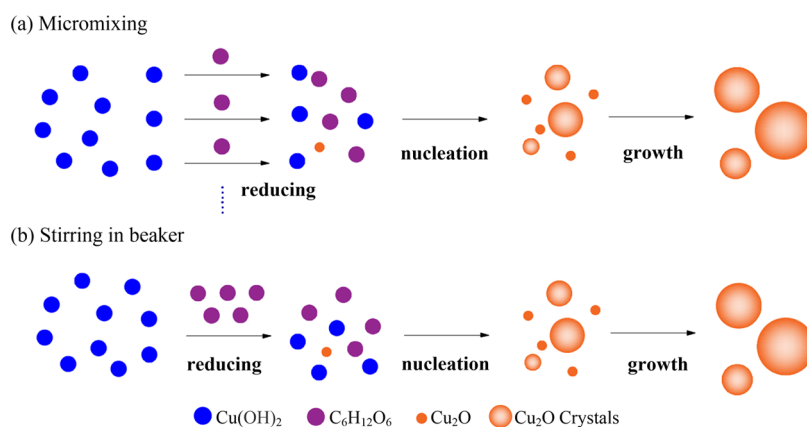 (a) Micromixing
nucleation
growth
reducing
(b) Stirring in beaker
reducing
nucleation
growth
Cu(OH)₂ C₆H₁₂O₆ Cu₂O Cu₂O Crystals